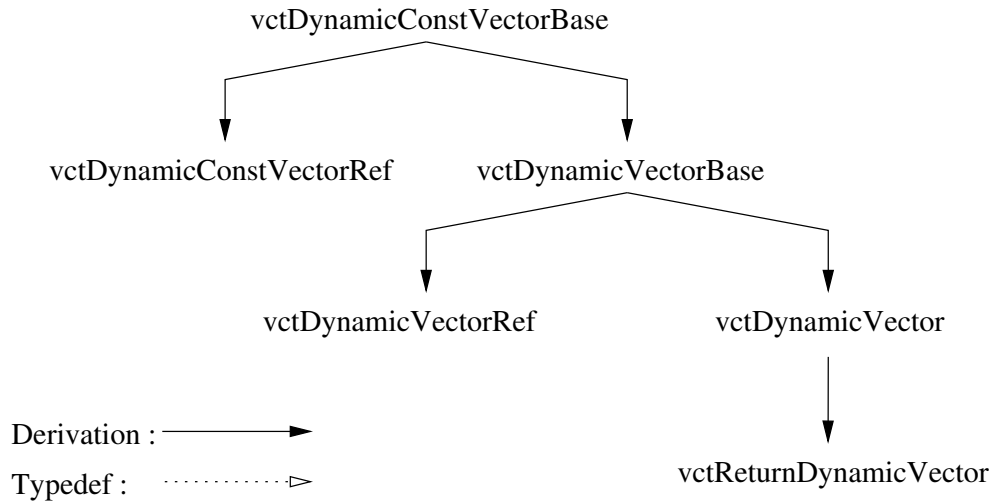 vctDynamicConstVectorBase
vctDynamicConstVectorRef vctDynamicVectorBase
vctDynamicVectorRef vctDynamicVector
Derivation :
vctReturnDynamicVector
Typedef :